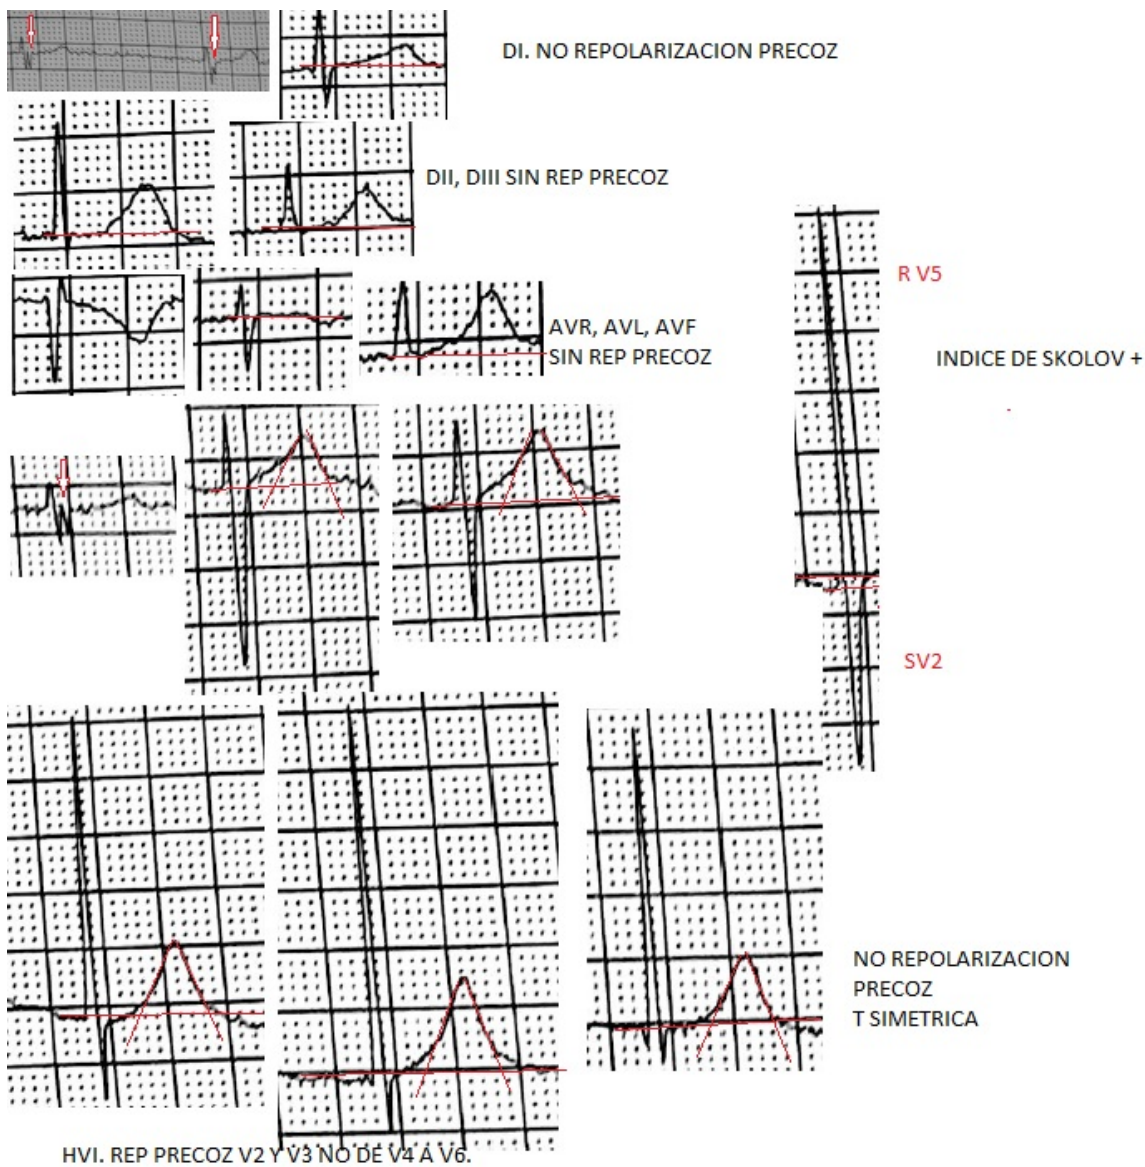 DI. NO REPOLARIZACION PRECOZ
DII, DIII SIN REP PRECOZ
R V5
AVR, AVL, AVF
SIN REP PRECOZ
INDICE DE SKOLOV +
SV2
NO REPOLARIZACION
PRECOZ
T SIMETRICA
HVI. REP PRECOZ V2 Y V3 NO DE V4 A V6.